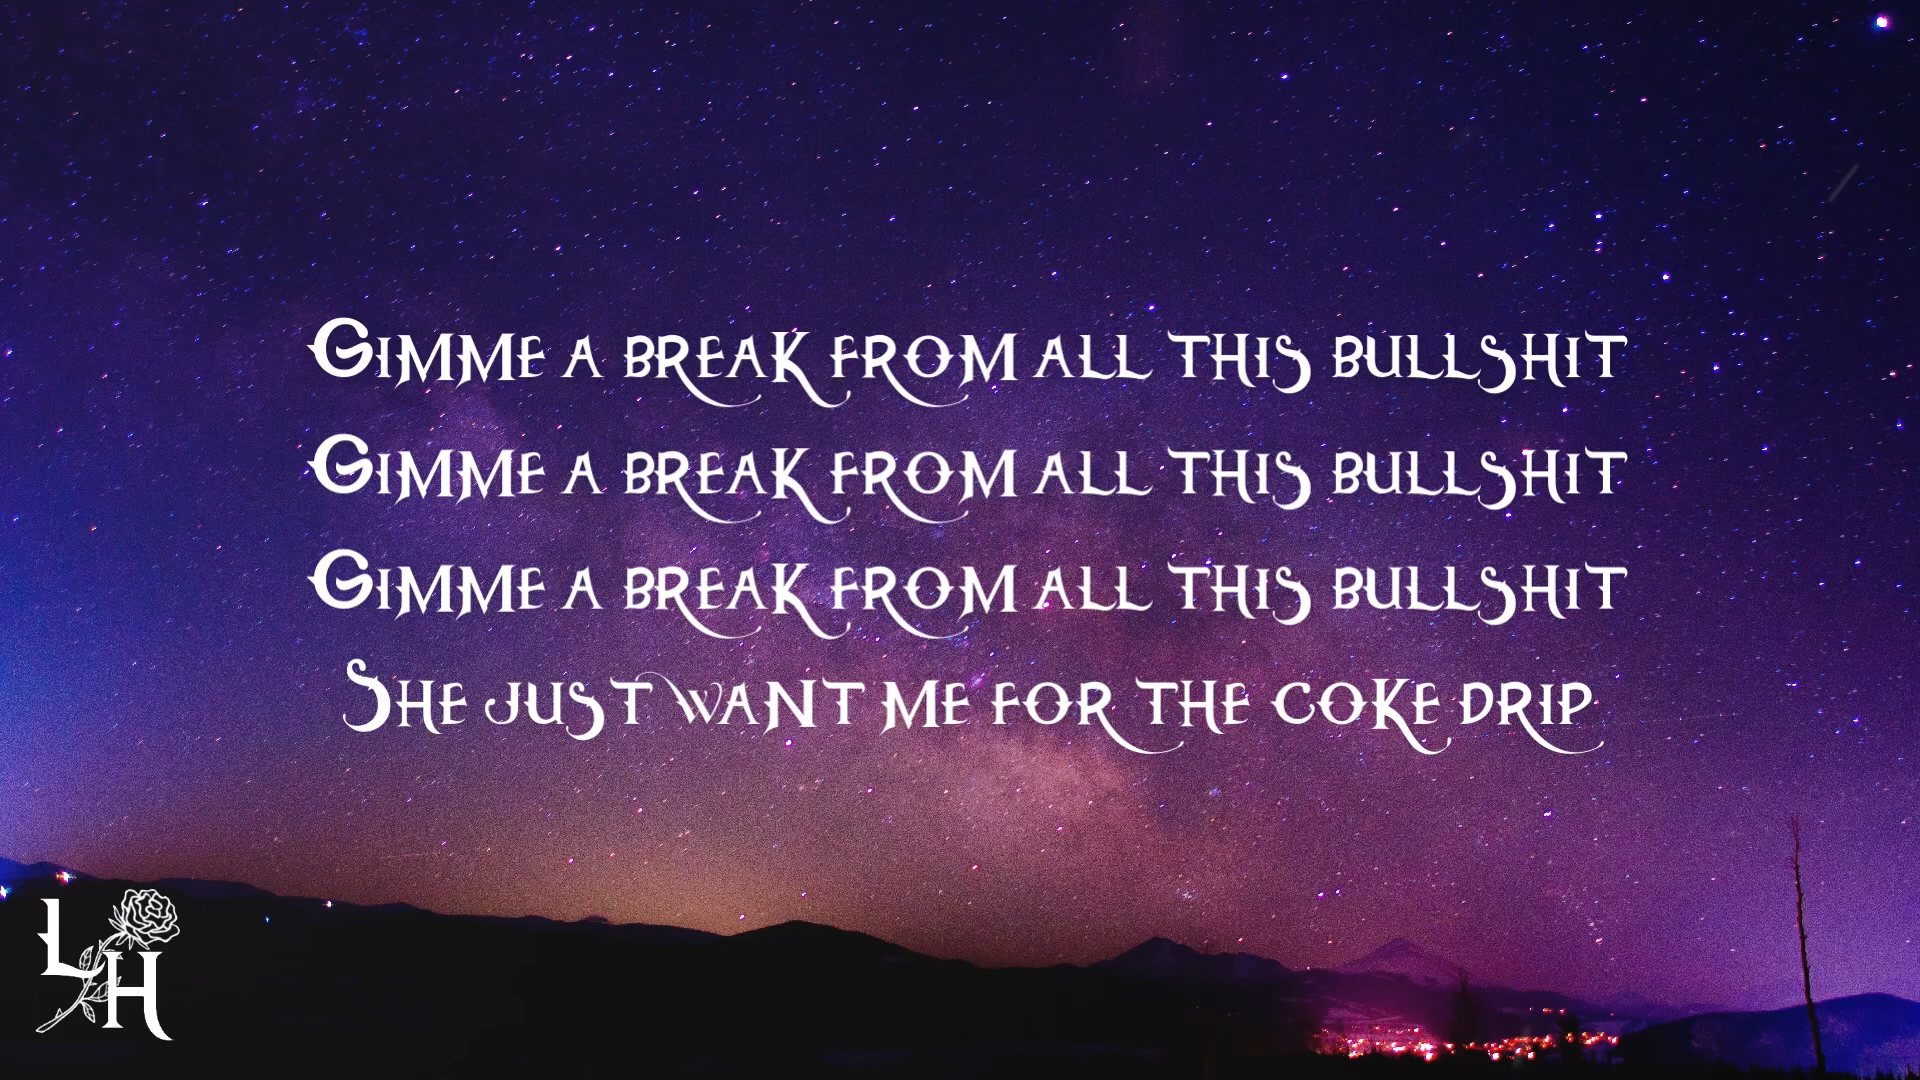 Gimme a break from all this bullshit
Gimme a break from all this bullshit
Gimme a break from all this bullshit
She just want me for the coke drip
LH